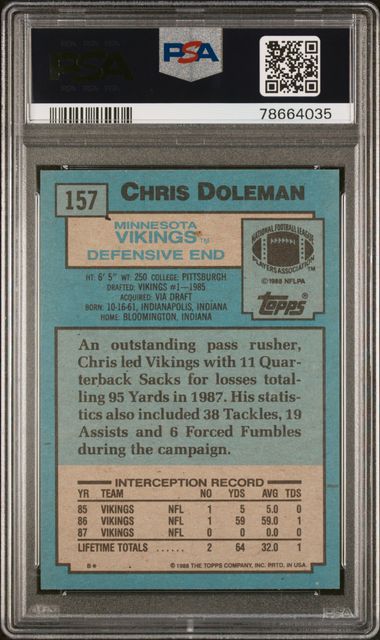 PSA
PSA
78664035
157 CHRIS DOLEMAN
MINNESOTA
VIKINGS™
DEFENSIVE END
HT: 6' 5" WT: 250 COLLEGE: PITTSBURGH
DRAFTED: VIKINGS #1—1985
ACQUIRED: VIA DRAFT
BORN: 10-16-61, INDIANAPOLIS, INDIANA
HOME: BLOOMINGTON, INDIANA
NATIONAL FOOTBALL LEAGUE
PLAYERS ASSOCIATION
© 1988 NFLPA
topps
An outstanding pass rusher,
Chris led Vikings with 11 Quar-
terback Sacks for losses total-
ling 95 Yards in 1987. His statis-
tics also included 38 Tackles, 19
Assists and 6 Forced Fumbles
during the campaign.
INTERCEPTION RECORD
YR TEAM NO YDS AVG TDS
85 VIKINGS NFL 1 5 5.0 0
86 VIKINGS NFL 1 59 59.0 1
87 VIKINGS NFL 0 0 0.0 0
LIFETIME TOTALS ...... 2 64 32.0 1
B* © 1988 THE TOPPS COMPANY, INC. PRTD. IN U.S.A.
PSA